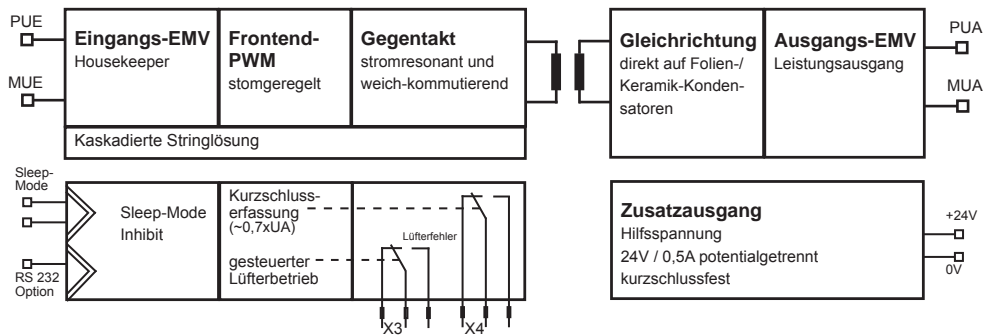 PUE
MUE
Eingangs-EMV
Housekeeper
Frontend-
PWM
stomgeregelt
Gegentakt
stromresonant und
weich-kommutierend
Kaskadierte Stringlösung
Gleichrichtung
direkt auf Folien-/
Keramik-Konden-
satoren
Ausgangs-EMV
Leistungsausgang
PUA
MUA
Sleep-
Mode
RS 232
Option
Sleep-Mode
Inhibit
Kurzschluss-
erfassung
(~0,7xUA)
gesteuerter
Lüfterbetrieb
Lüfterfehler
X3
X4
Zusatzausgang
Hilfsspannung
24V / 0,5A potentialgetrennt
kurzschlussfest
+24V
0V